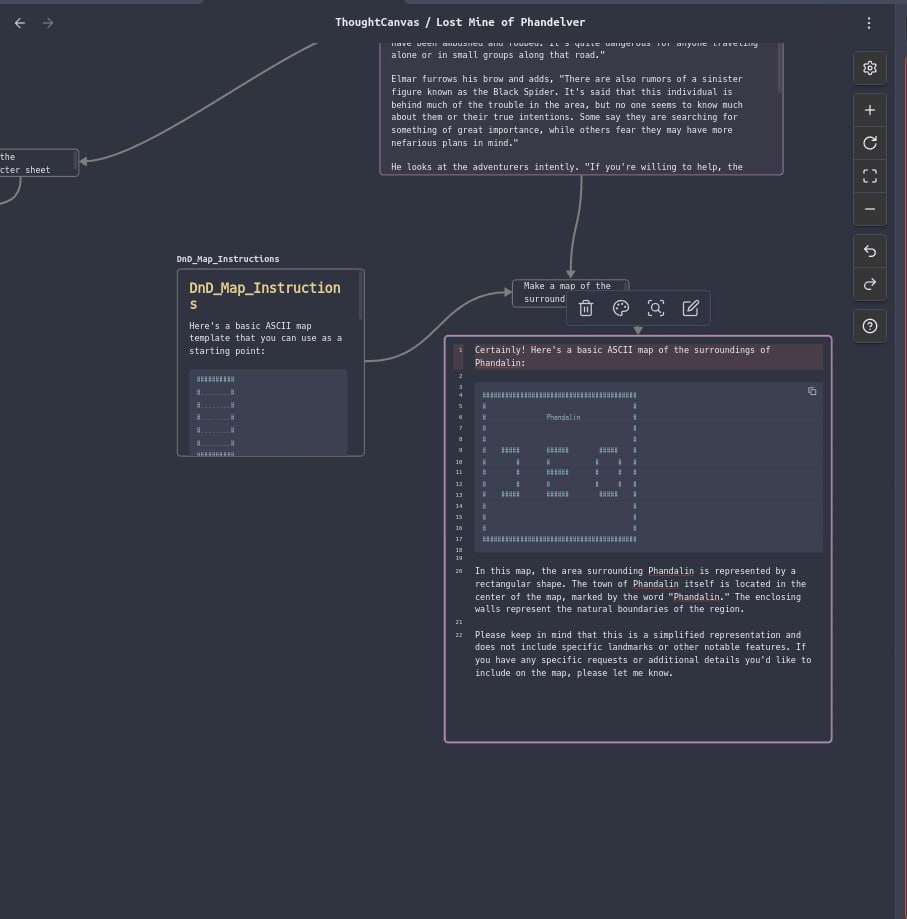 ThoughtCanvas / Lost Mine of Phandelver
have been ambushed and robbed. It's quite dangerous for anyone traveling
alone or in small groups along that road."
Elmar furrows his brow and adds, "There are also rumors of a sinister
figure known as the Black Spider. It's said that this individual is
behind much of the trouble in the area, but no one seems to know much
about them or their true intentions. Some say they are searching for
something of great importance, while others fear they may have more
nefarious plans in mind."
He looks at the adventurers intently. "If you're willing to help, the
the
cter sheet
DnD_Map_Instructions
DnD_Map_Instruction
s
Here's a basic ASCII map
template that you can use as a
starting point:
##########
#........#
#........#
#........#
#........#
#........#
##########
Make a map of the
surround
1 Certainly! Here's a basic ASCII map of the surroundings of
Phandalin:
2
3
4 #########################################
5 #                                       #
6 #                Phandalin              #
7 #                                       #
8 #                                       #
9 #    #####       ######        #####    #
10 #        #       #            #     #   #
11 #        #       ######       #     #   #
12 #        #       #            #     #   #
13 #    #####       ######        #####    #
14 #                                       #
15 #                                       #
16 #                                       #
17 #########################################
18
19
20 In this map, the area surrounding Phandalin is represented by a
rectangular shape. The town of Phandalin itself is located in the
center of the map, marked by the word "Phandalin." The enclosing
walls represent the natural boundaries of the region.
21
22 Please keep in mind that this is a simplified representation and
does not include specific landmarks or other notable features. If
you have any specific requests or additional details you'd like to
include on the map, please let me know.